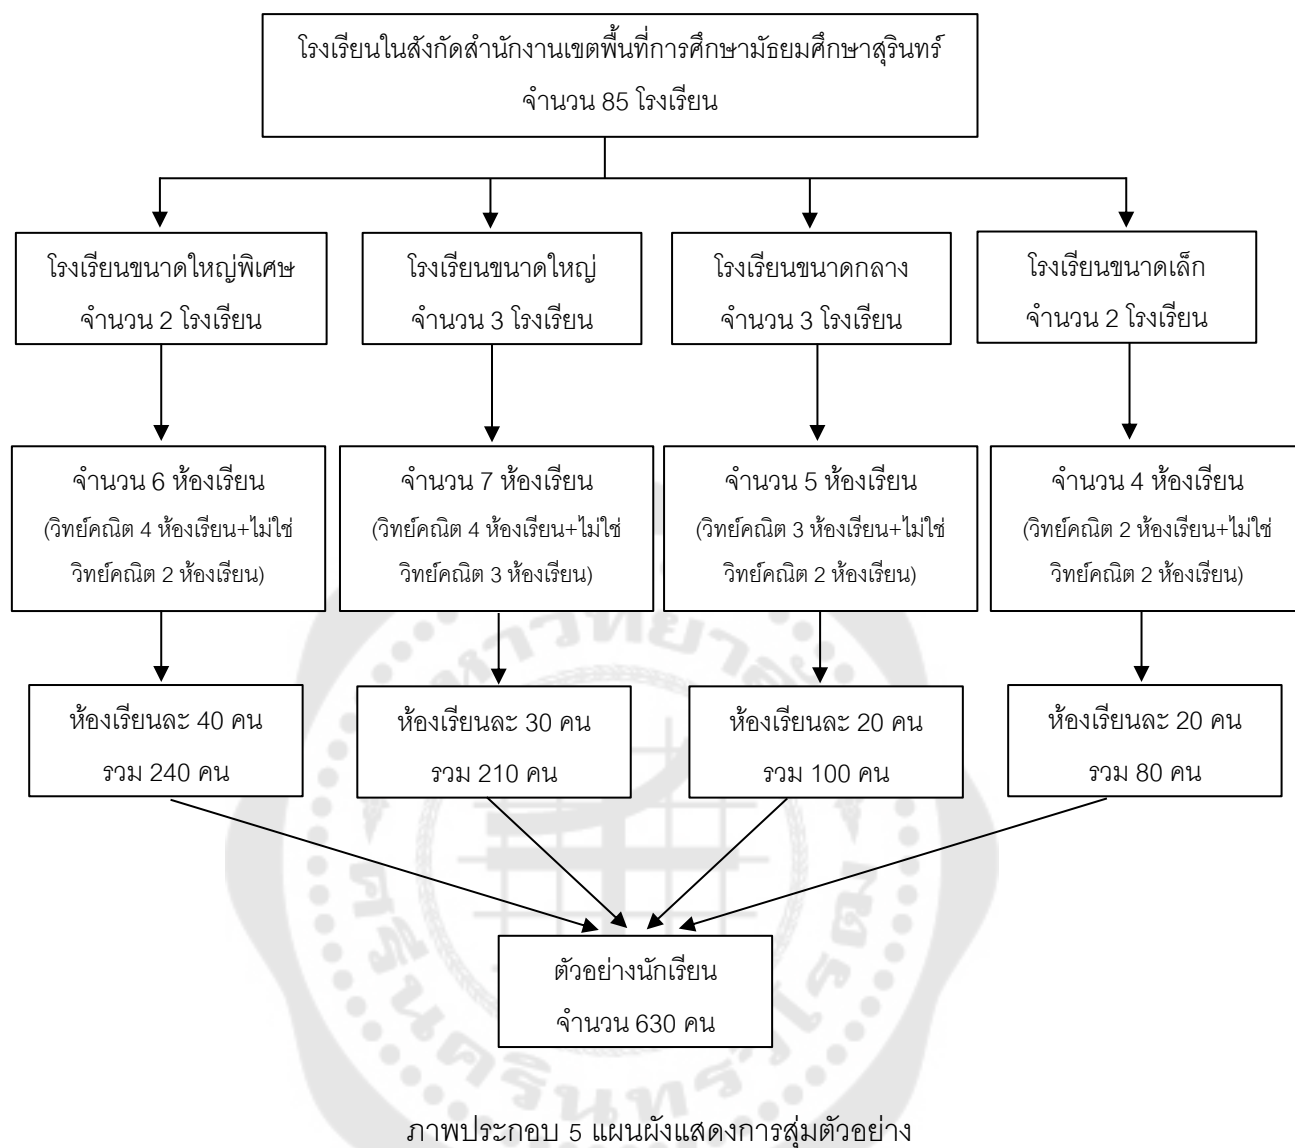 โรงเรียนในสังกัดสำนักงานเขตพื้นที่การศึกษามัธยมศึกษาสุรินทร์
จำนวน 85 โรงเรียน
โรงเรียนขนาดใหญ่พิเศษ
จำนวน 2 โรงเรียน
โรงเรียนขนาดใหญ่
จำนวน 3 โรงเรียน
โรงเรียนขนาดกลาง
จำนวน 3 โรงเรียน
โรงเรียนขนาดเล็ก
จำนวน 2 โรงเรียน
จำนวน 6 ห้องเรียน
(วิทย์คณิต 4 ห้องเรียน+ไม่ใช่
วิทย์คณิต 2 ห้องเรียน)
จำนวน 7 ห้องเรียน
(วิทย์คณิต 4 ห้องเรียน+ไม่ใช่
วิทย์คณิต 3 ห้องเรียน)
จำนวน 5 ห้องเรียน
(วิทย์คณิต 3 ห้องเรียน+ไม่ใช่
วิทย์คณิต 2 ห้องเรียน)
จำนวน 4 ห้องเรียน
(วิทย์คณิต 2 ห้องเรียน+ไม่ใช่
วิทย์คณิต 2 ห้องเรียน)
ห้องเรียนละ 40 คน
รวม 240 คน
ห้องเรียนละ 30 คน
รวม 210 คน
ห้องเรียนละ 20 คน
รวม 100 คน
ห้องเรียนละ 20 คน
รวม 80 คน
ตัวอย่างนักเรียน
จำนวน 630 คน
ภาพประกอบ 5 แผนผังแสดงการสุ่มตัวอย่าง